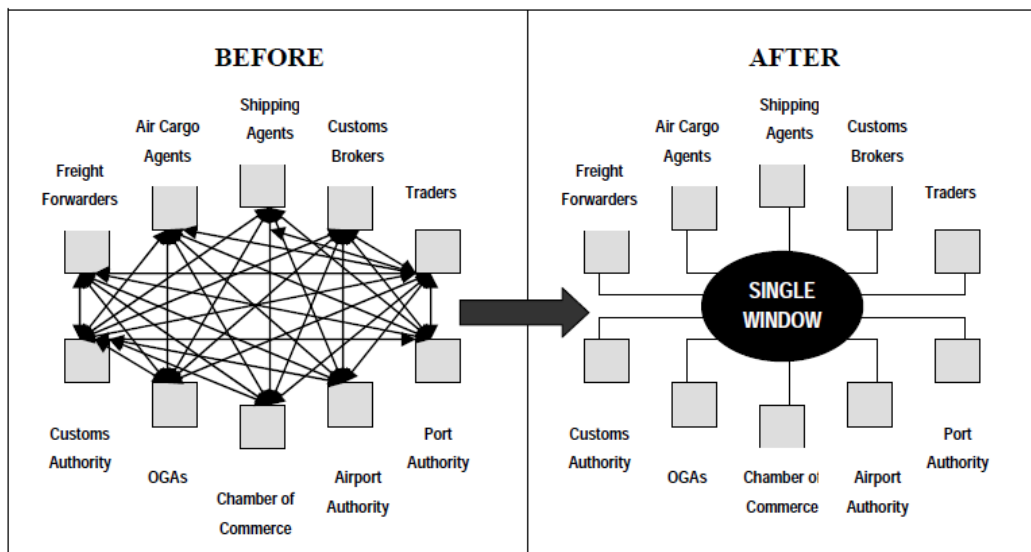 BEFORE
Shipping
Agents
Air Cargo
Agents
Customs
Brokers
Freight
Forwarders
Traders
Customs
Authority
OGAs
Chamber of
Commerce
Airport
Authority
Port
Authority
AFTER
Shipping
Agents
Air Cargo
Agents
Customs
Brokers
Freight
Forwarders
Traders
SINGLE
WINDOW
Customs
Authority
OGAs
Chamber of
Commerce
Airport
Authority
Port
Authority